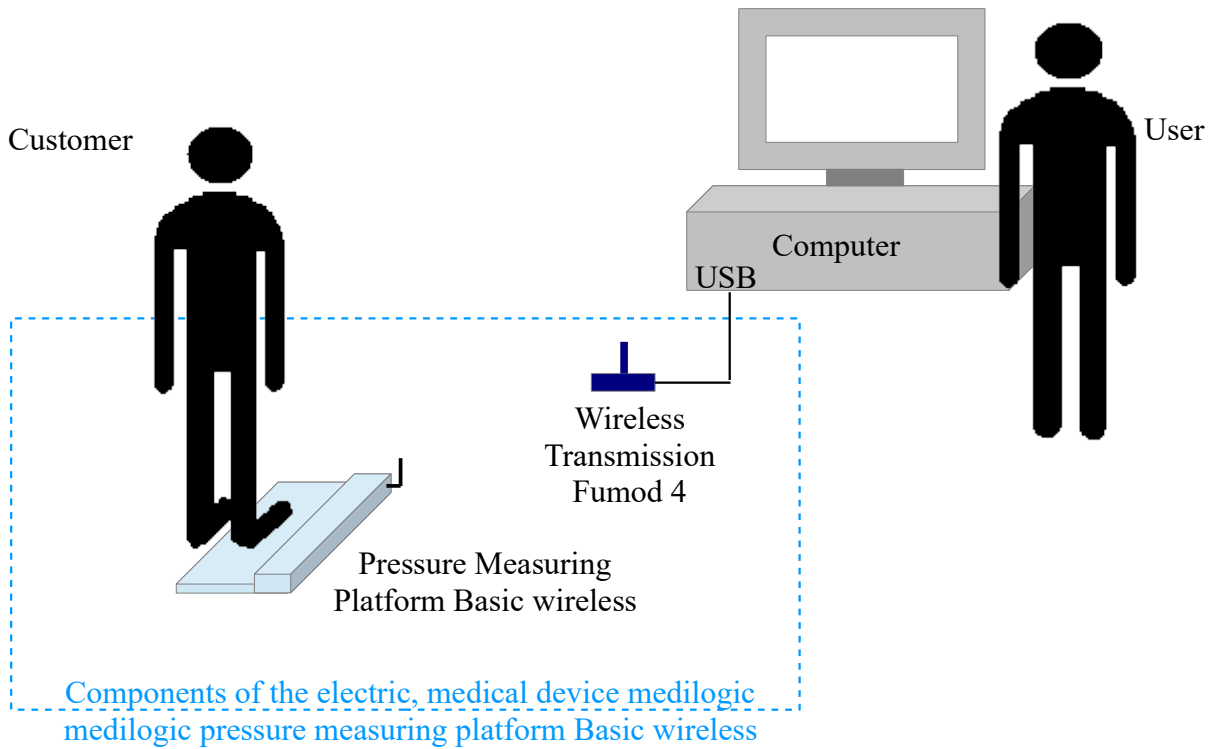 Customer
User
Computer
USB
Wireless
Transmission
Fumod 4
Pressure Measuring
Platform Basic wireless
Components of the electric, medical device medilogic
medilogic pressure measuring platform Basic wireless